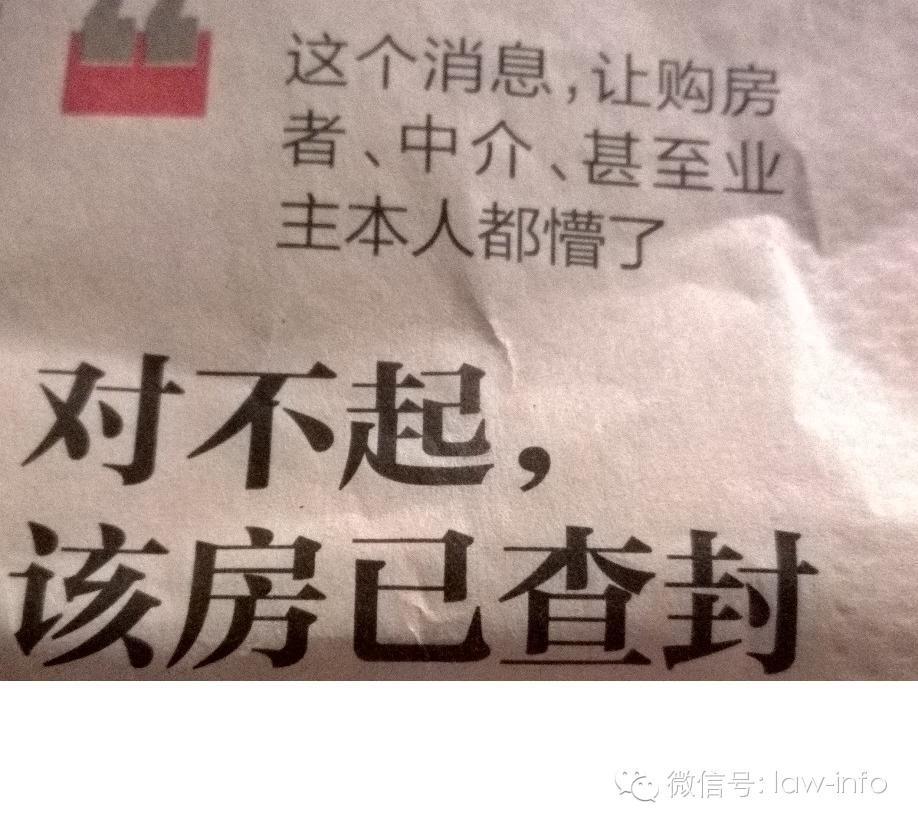 这个消息,让购房
者、中介、甚至业
主本人都懵了
对不起,
该房已查封
微信号: law-info